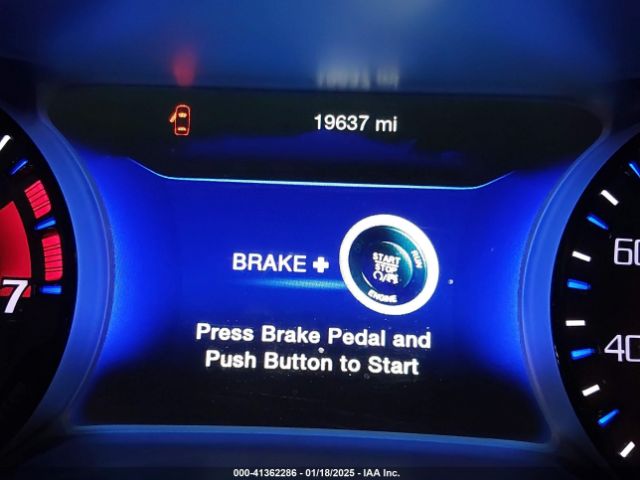 19637 mi
BRAKE +
START
STOP
RUN
ENGINE
Press Brake Pedal and
Push Button to Start
7
60
40
000-41362286 - 01/18/2025 - IAA Inc.